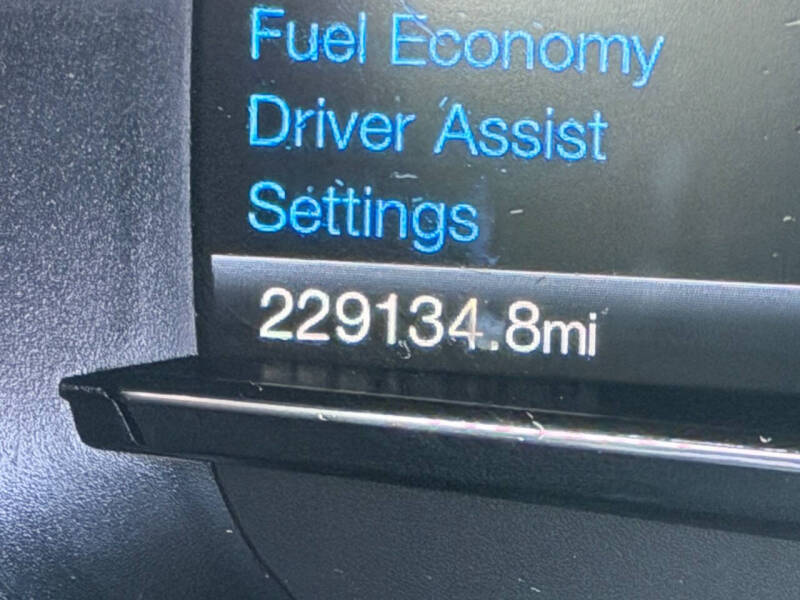 Fuel Economy
Driver Assist
Settings
229134.8mi